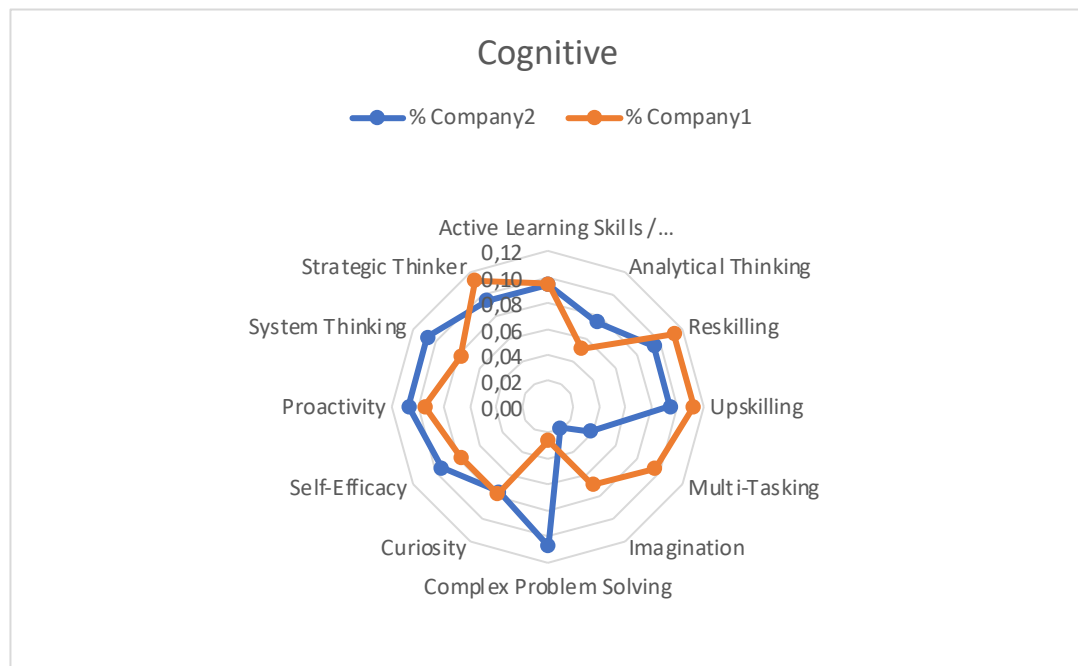 Cognitive
% Company2
% Company1
Active Learning Skills /...
Analytical Thinking
Reskilling
Upskilling
Multi-Tasking
Imagination
Complex Problem Solving
Curiosity
Self-Efficacy
Proactivity
System Thinking
Strategic Thinker
0,12
0,10
0,08
0,06
0,04
0,02
0,00